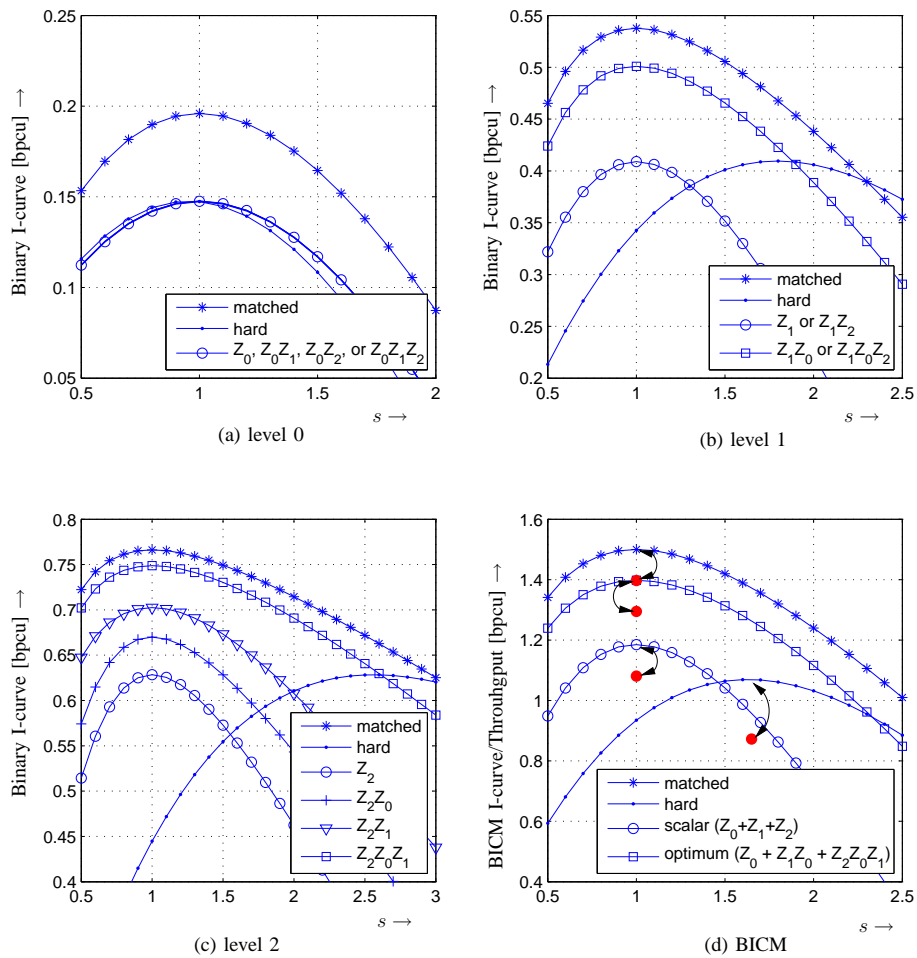 0.25
0.2
0.15
0.1
0.05
0.5
1
1.5
2
Binary I-curve [bpcu] →
s →
matched
hard
Z0, Z0Z1, Z0Z2, or Z0Z1Z2
(a) level 0
0.55
0.5
0.45
0.4
0.35
0.3
0.25
0.2
0.5
1
1.5
2
2.5
Binary I-curve [bpcu] →
s →
matched
hard
Z1 or Z1Z2
Z1Z0 or Z1Z0Z2
(b) level 1
0.8
0.75
0.7
0.65
0.6
0.55
0.5
0.45
0.4
0.5
1
1.5
2
2.5
3
Binary I-curve [bpcu] →
s →
matched
hard
Z2
Z2Z0
Z2Z1
Z2Z0Z1
(c) level 2
1.6
1.4
1.2
1
0.8
0.6
0.4
0.5
1
1.5
2
2.5
BICM I-curve/Throuhgput [bpcu] →
s →
matched
hard
scalar (Z0+Z1+Z2)
optimum (Z0 + Z1Z0 + Z2Z0Z1)
(d) BICM